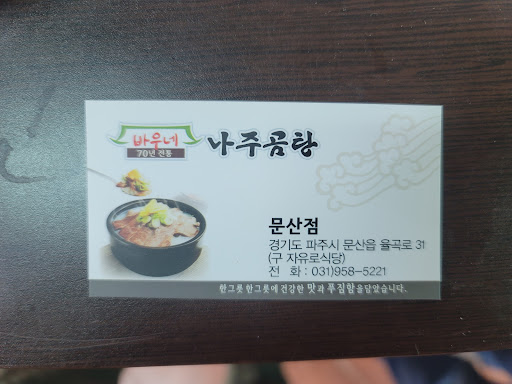 바우네
70년 전통
나주곰탕
문산점
경기도 파주시 문산읍 율곡로 31
(구 자유로식당)
전 화 : 031)958-5221
한그릇 한그릇에 건강한 맛과 푸짐함을담았습니다.